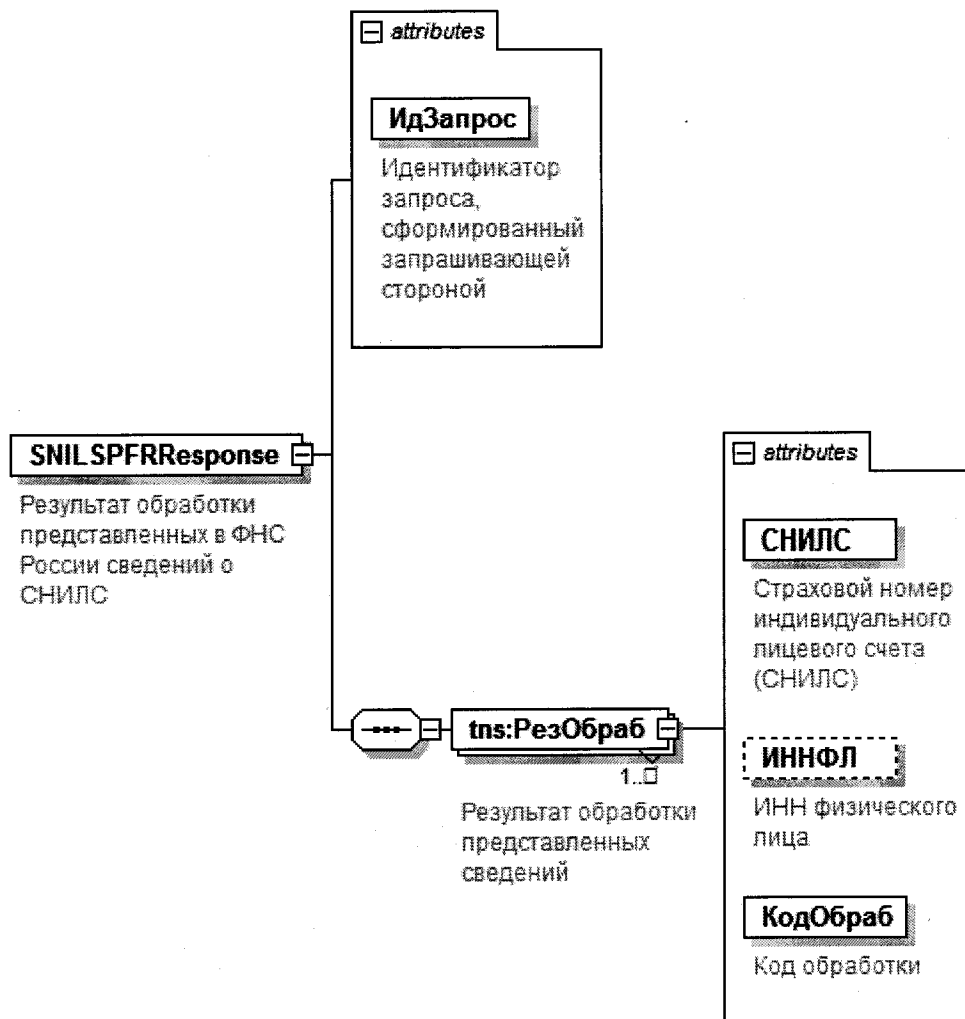 attributes
ИдЗапрос
Идентификатор
запроса,
сформированный
запрашивающей
стороной
SNILSPFRResponse
Результат обработки
представленных в ФНС
России сведений о
СНИЛС
attributes
СНИЛС
Страховой номер
индивидуального
лицевого счета
(СНИЛС)
tns:РезОбраб
1..
Результат обработки
представленных
сведений
ИННФЛ
ИНН физического
лица
КодОбраб
Код обработки